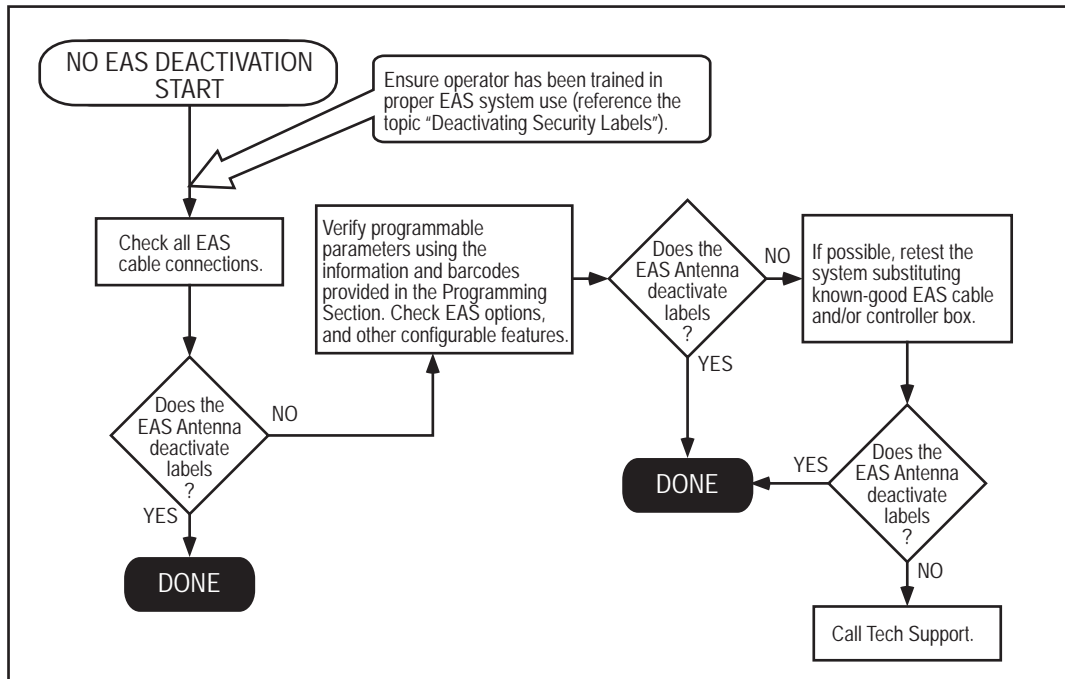 NO EAS DEACTIVATION
START
Ensure operator has been trained in
proper EAS system use (reference the
topic “Deactivating Security Labels”).
Check all EAS
cable connections.
Does the
EAS Antenna
deactivate
labels
?
NO
YES
DONE
Verify programmable
parameters using the
information and barcodes
provided in the Programming
Section. Check EAS options,
and other configurable features.
Does the
EAS Antenna
deactivate
labels
?
NO
YES
DONE
If possible, retest the
system substituting
known-good EAS cable
and/or controller box.
Does the
EAS Antenna
deactivate
labels
?
YES
NO
Call Tech Support.